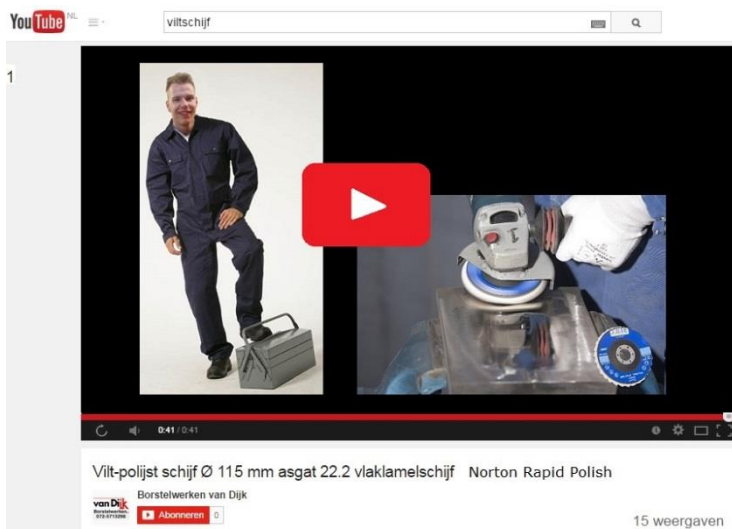 YouTube NL
viltschijf
1
0:41 / 0:41
Vilt-polijst schijf Ø 115 mm asgat 22.2 vlaklamelschijf Norton Rapid Polish
Borstelwerken van Dijk
van Dijk
Borstelwerken
Abonneren 0
15 weergaven